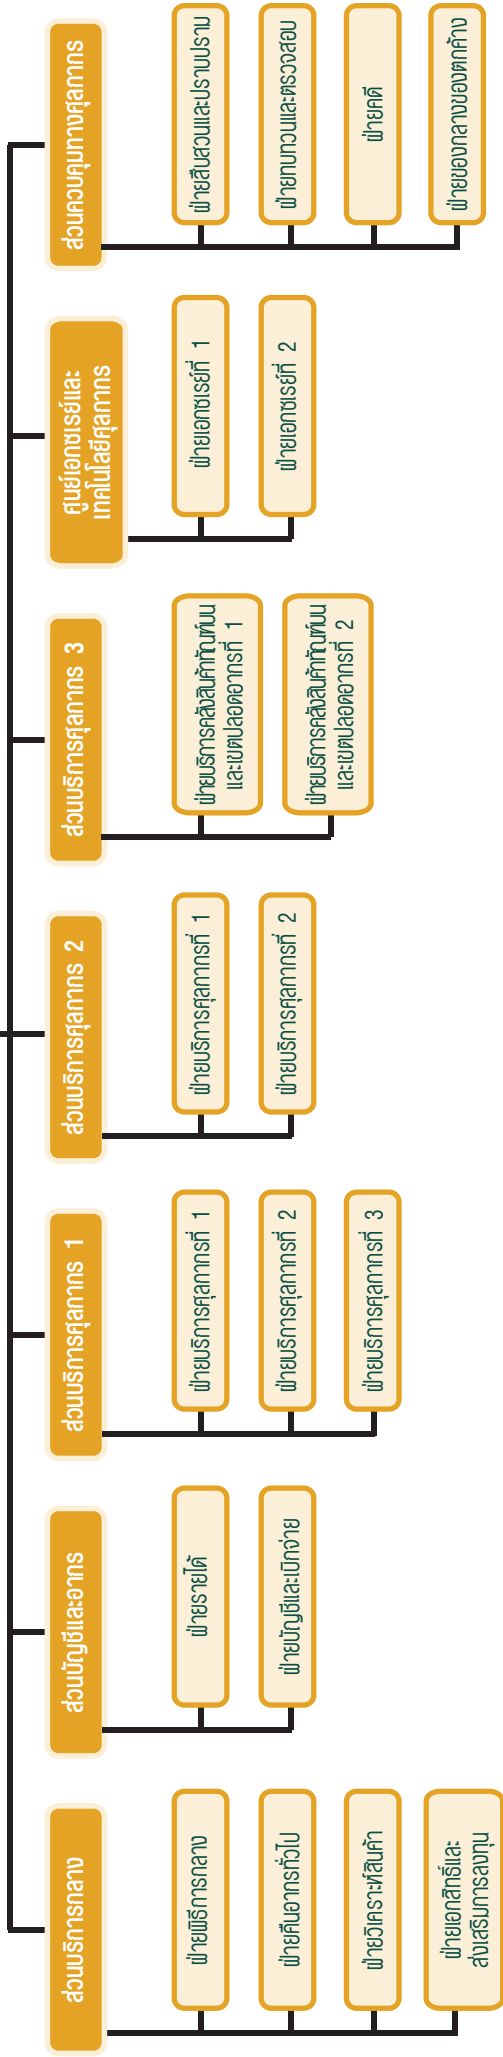 ส่วนบริการกลาง
ฝ่ายพิธีการกลาง
ฝ่ายคืนอากรทั่วไป
ฝ่ายวิเคราะห์สินค้า
ฝ่ายเอกสิทธิ์และ
ส่งเสริมการลงทุน
ส่วนบัญชีและอากร
ฝ่ายรายได้
ฝ่ายบัญชีและเบิกจ่าย
ส่วนบริการศุลกากร 1
ฝ่ายบริการศุลกากรที่ 1
ฝ่ายบริการศุลกากรที่ 2
ฝ่ายบริการศุลกากรที่ 3
ส่วนบริการศุลกากร 2
ฝ่ายบริการศุลกากรที่ 1
ฝ่ายบริการศุลกากรที่ 2
ส่วนบริการศุลกากร 3
ฝ่ายบริการคลังสินค้าทัณฑ์บน
และเขตปลอดอากรที่ 1
ฝ่ายบริการคลังสินค้าทัณฑ์บน
และเขตปลอดอากรที่ 2
ศูนย์เอกซเรย์และ
เทคโนโลยีศุลกากร
ฝ่ายเอกซเรย์ที่ 1
ฝ่ายเอกซเรย์ที่ 2
ส่วนควบคุมทางศุลกากร
ฝ่ายสืบสวนและปราบปราม
ฝ่ายทบทวนและตรวจสอบ
ฝ่ายคดี
ฝ่ายของกลางของตกค้าง